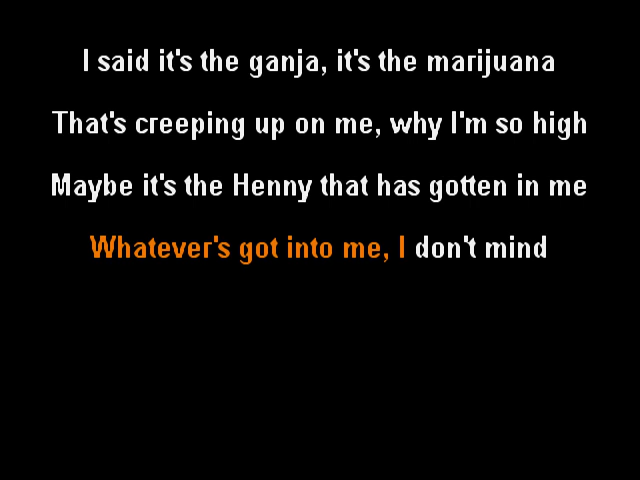 I said it's the ganja, it's the marijuana
That's creeping up on me, why I'm so high
Maybe it's the Henny that has gotten in me
Whatever's got into me, I don't mind